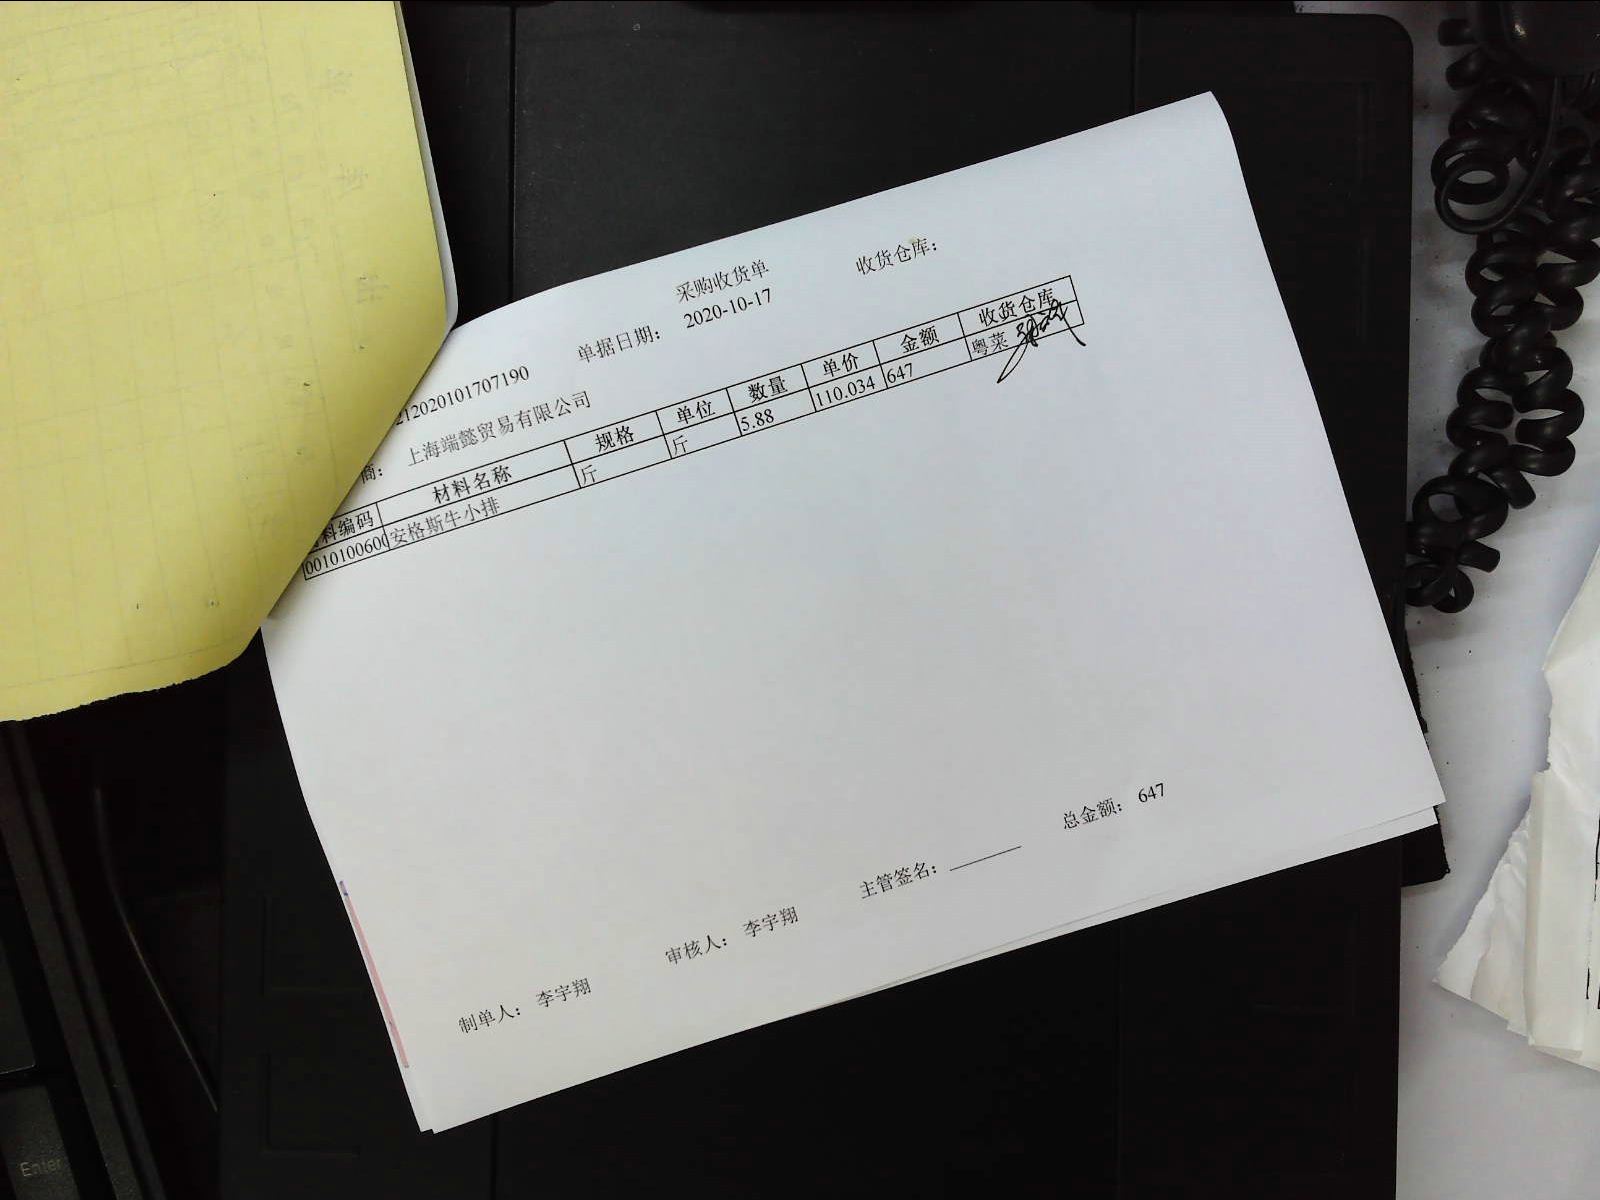 采购收货单
收货仓库：
单据日期： 2020-10-17
212020101707190
商： 上海端懿贸易有限公司
料编码 材料名称 规格 单位 数量 单价 金额 收货仓库
0010100600 安格斯牛小排 斤 斤 5.88 110.034 647 粤菜
总金额： 647
主管签名：
审核人： 李宇翔
制单人： 李宇翔
Enter